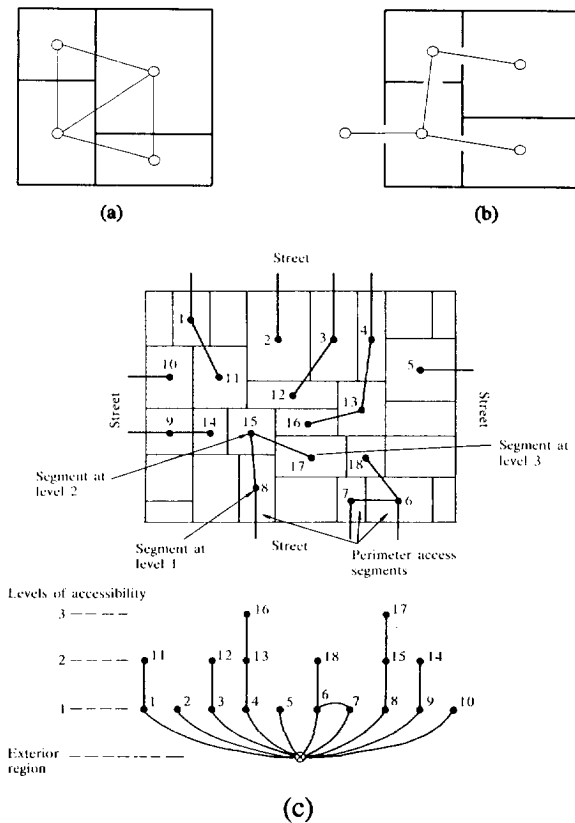 (a)
(b)
Street
1
2
3
4
5
10
11
12
13
16
9
14
15
17
18
8
7
6
Street
Street
Segment at
level 2
Segment at
level 3
Segment at
level 1
Street
Perimeter access
segments
Levels of accessibility
3
16
17
2
11
12
13
18
15
14
1
1
2
3
4
5
6
7
8
9
10
Exterior
region
(c)